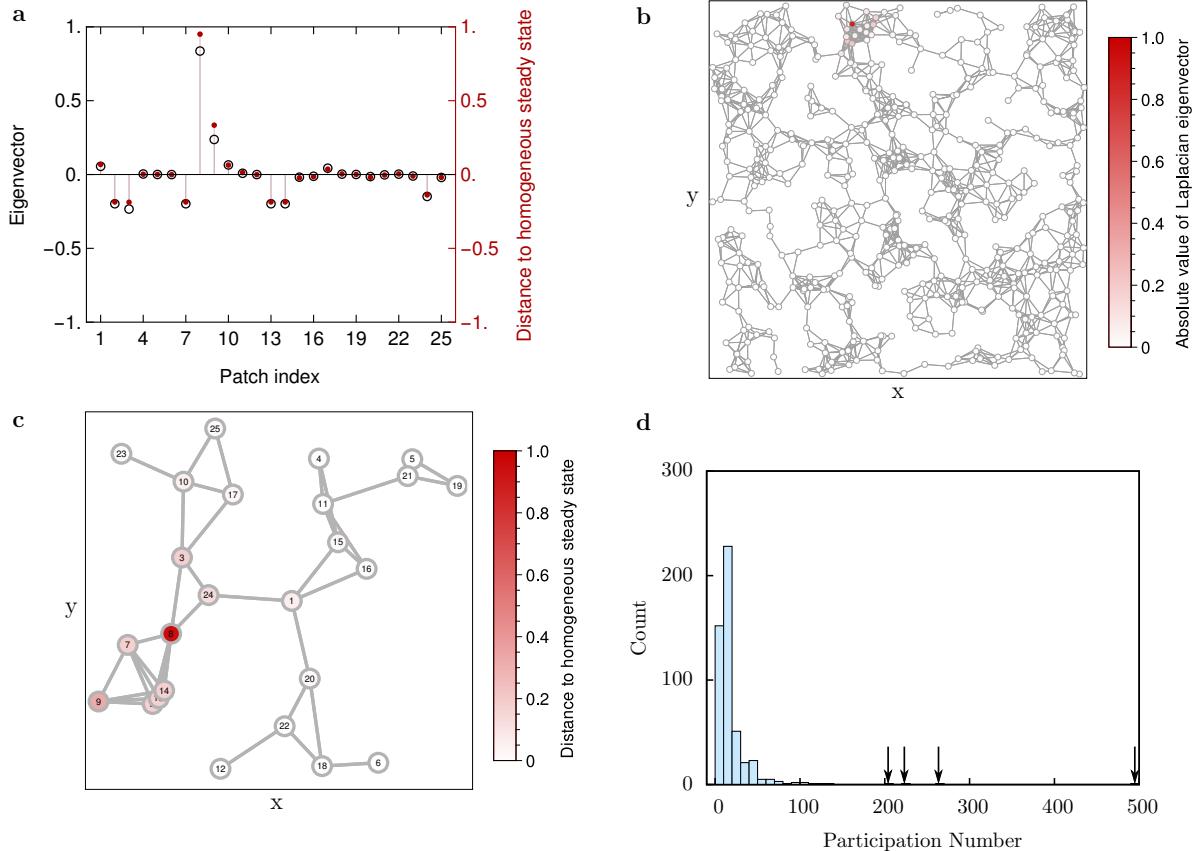 a
1.
0.5
0.
−0.5
−1.
1.
0.5
0.
−0.5
−1.
Eigenvector
Distance to homogeneous steady state
1 4 7 10 13 16 19 22 25
Patch index
b
y
x
1.0
0.8
0.6
0.4
0.2
0
Absolute value of Laplacian eigenvector
c
25
23
10
17
3
24
8
7
14
9
4
5
21
19
11
15
16
1
20
22
12
18
6
y
x
1.0
0.8
0.6
0.4
0.2
0
Distance to homogeneous steady state
d
300
200
100
0
Count
0 100 200 300 400 500
Participation Number